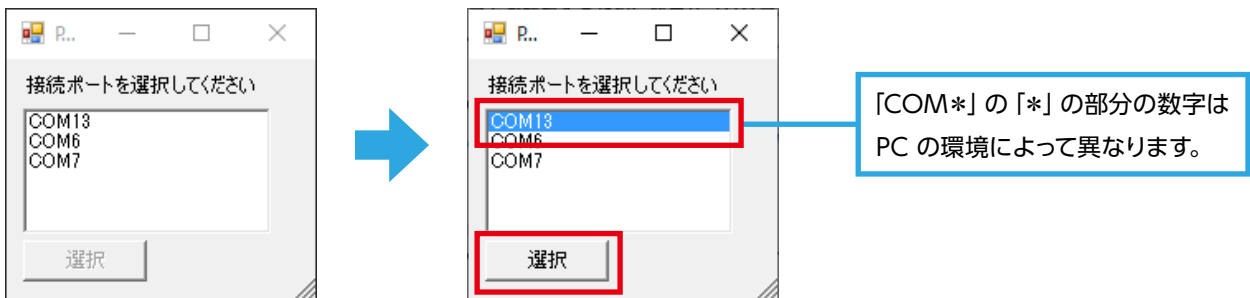 P...
接続ポートを選択してください
COM13
COM6
COM7
選択
P...
接続ポートを選択してください
COM13
COM6
COM7
選択
「COM*」の「*」の部分の数字は
PC の環境によって異なります。